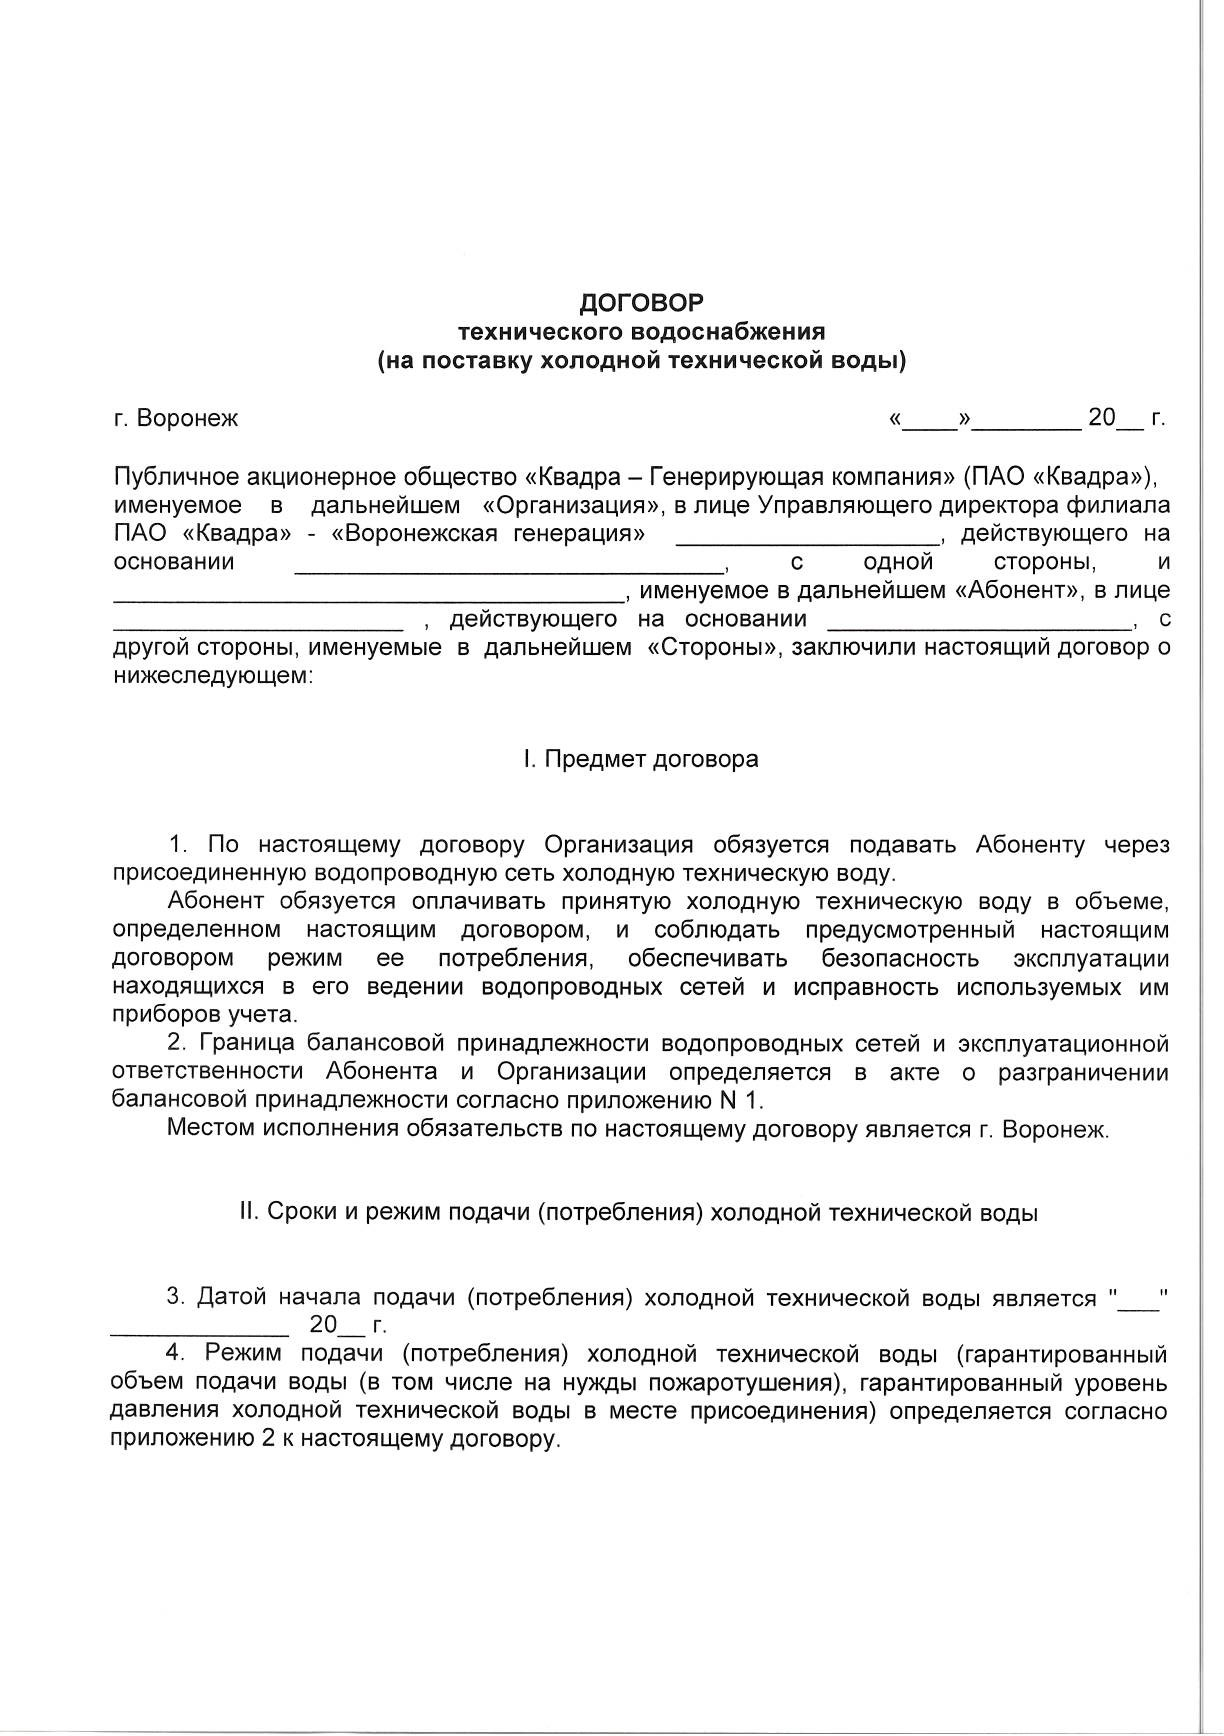 ДОГОВОР
технического водоснабжения
(на поставку холодной технической воды)
г. Воронеж «____»________ 20__ г.
Публичное акционерное общество «Квадра – Генерирующая компания» (ПАО «Квадра»),
именуемое в дальнейшем «Организация», в лице Управляющего директора филиала
ПАО «Квадра» - «Воронежская генерация» ___________________, действующего на
основании _______________________________, с одной стороны, и
_____________________________________, именуемое в дальнейшем «Абонент», в лице
_____________________ , действующего на основании ______________________, с
другой стороны, именуемые в дальнейшем «Стороны», заключили настоящий договор о
нижеследующем:
I. Предмет договора
1. По настоящему договору Организация обязуется подавать Абоненту через
присоединенную водопроводную сеть холодную техническую воду.
Абонент обязуется оплачивать принятую холодную техническую воду в объеме,
определенном настоящим договором, и соблюдать предусмотренный настоящим
договором режим ее потребления, обеспечивать безопасность эксплуатации
находящихся в его ведении водопроводных сетей и исправность используемых им
приборов учета.
2. Граница балансовой принадлежности водопроводных сетей и эксплуатационной
ответственности Абонента и Организации определяется в акте о разграничении
балансовой принадлежности согласно приложению N 1.
Местом исполнения обязательств по настоящему договору является г. Воронеж.
II. Сроки и режим подачи (потребления) холодной технической воды
3. Датой начала подачи (потребления) холодной технической воды является "___"
_____________ 20__ г.
4. Режим подачи (потребления) холодной технической воды (гарантированный
объем подачи воды (в том числе на нужды пожаротушения), гарантированный уровень
давления холодной технической воды в месте присоединения) определяется согласно
приложению 2 к настоящему договору.